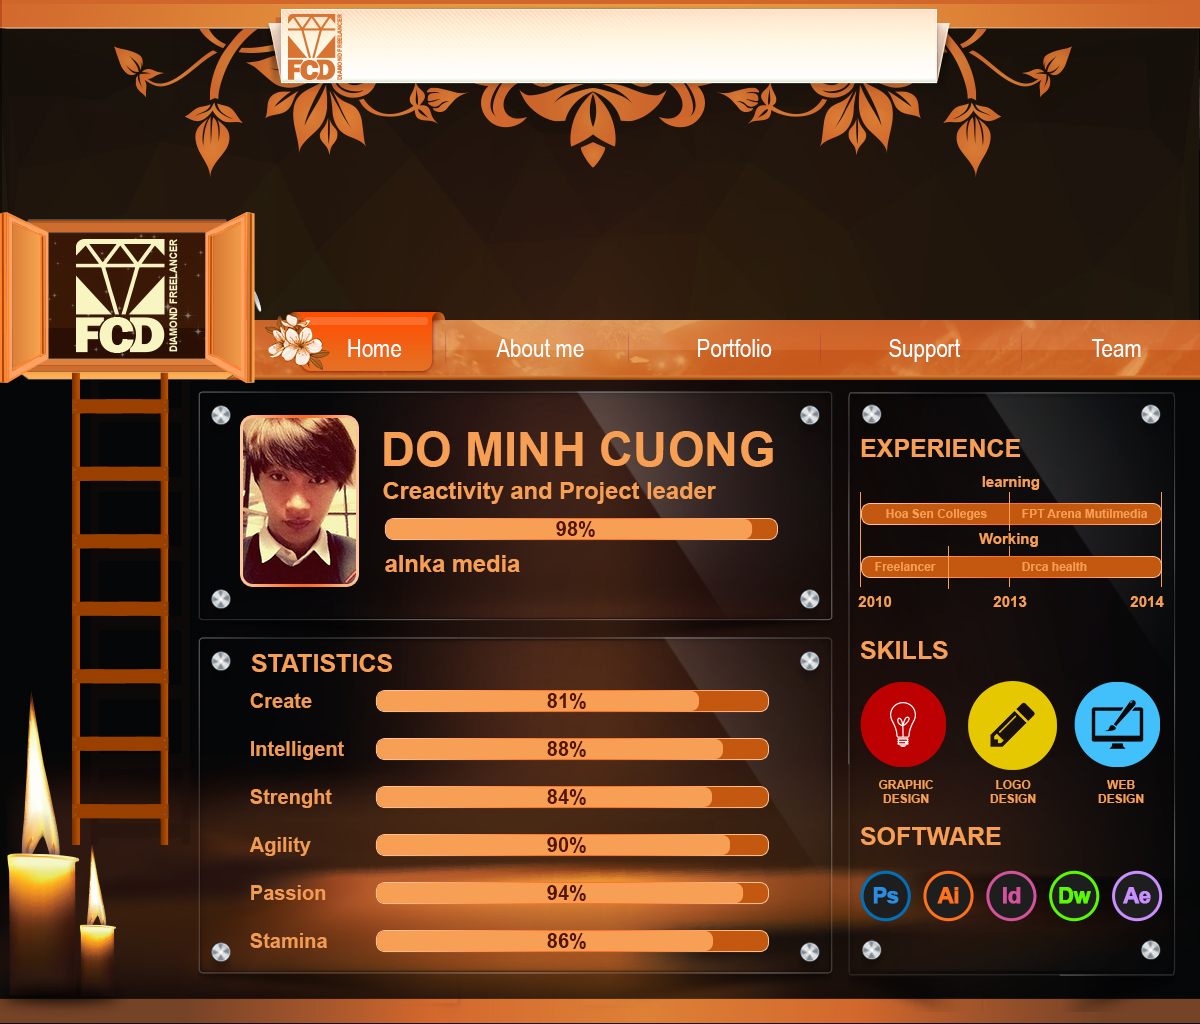 FCD
DIAMOND FREELANCER
FCD
DIAMOND FREELANCER
Home
About me
Portfolio
Support
Team
DO MINH CUONG
Creactivity and Project leader
98%
alnka media
STATISTICS
Create 81%
Intelligent 88%
Strenght 84%
Agility 90%
Passion 94%
Stamina 86%
EXPERIENCE
learning
Hoa Sen Colleges FPT Arena Mutilmedia
Working
Freelancer Drca health
2010 2013 2014
SKILLS
GRAPHIC
DESIGN
LOGO
DESIGN
WEB
DESIGN
SOFTWARE
Ps Ai Id Dw Ae